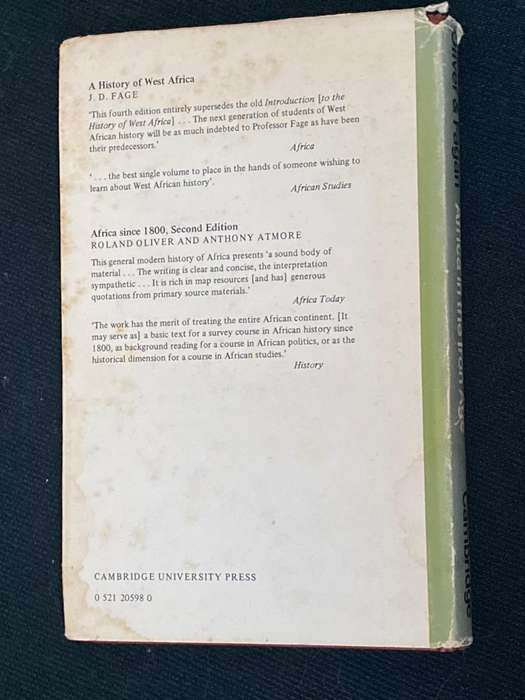 A History of West Africa
J. D. FAGE
'This fourth edition entirely supersedes the old Introduction [to the
History of West Africa] . . . The next generation of students of West
African history will be as much indebted to Professor Fage as have been
their predecessors.'
Africa
'. . . the best single volume to place in the hands of someone wishing to
learn about West African history'.
African Studies
Africa since 1800, Second Edition
ROLAND OLIVER AND ANTHONY ATMORE
This general modern history of Africa presents 'a sound body of
material . . . The writing is clear and concise, the interpretation
sympathetic . . . It is rich in map resources [and has] generous
quotations from primary source materials.'
Africa Today
'The work has the merit of treating the entire African continent. [It
may serve as] a basic text for a survey course in African history since
1800, as background reading for a course in African politics, or as the
historical dimension for a course in African studies.'
History
CAMBRIDGE UNIVERSITY PRESS
0 521 20598 0
Oliver & Fagan Africa in the Iron Age Cambridge